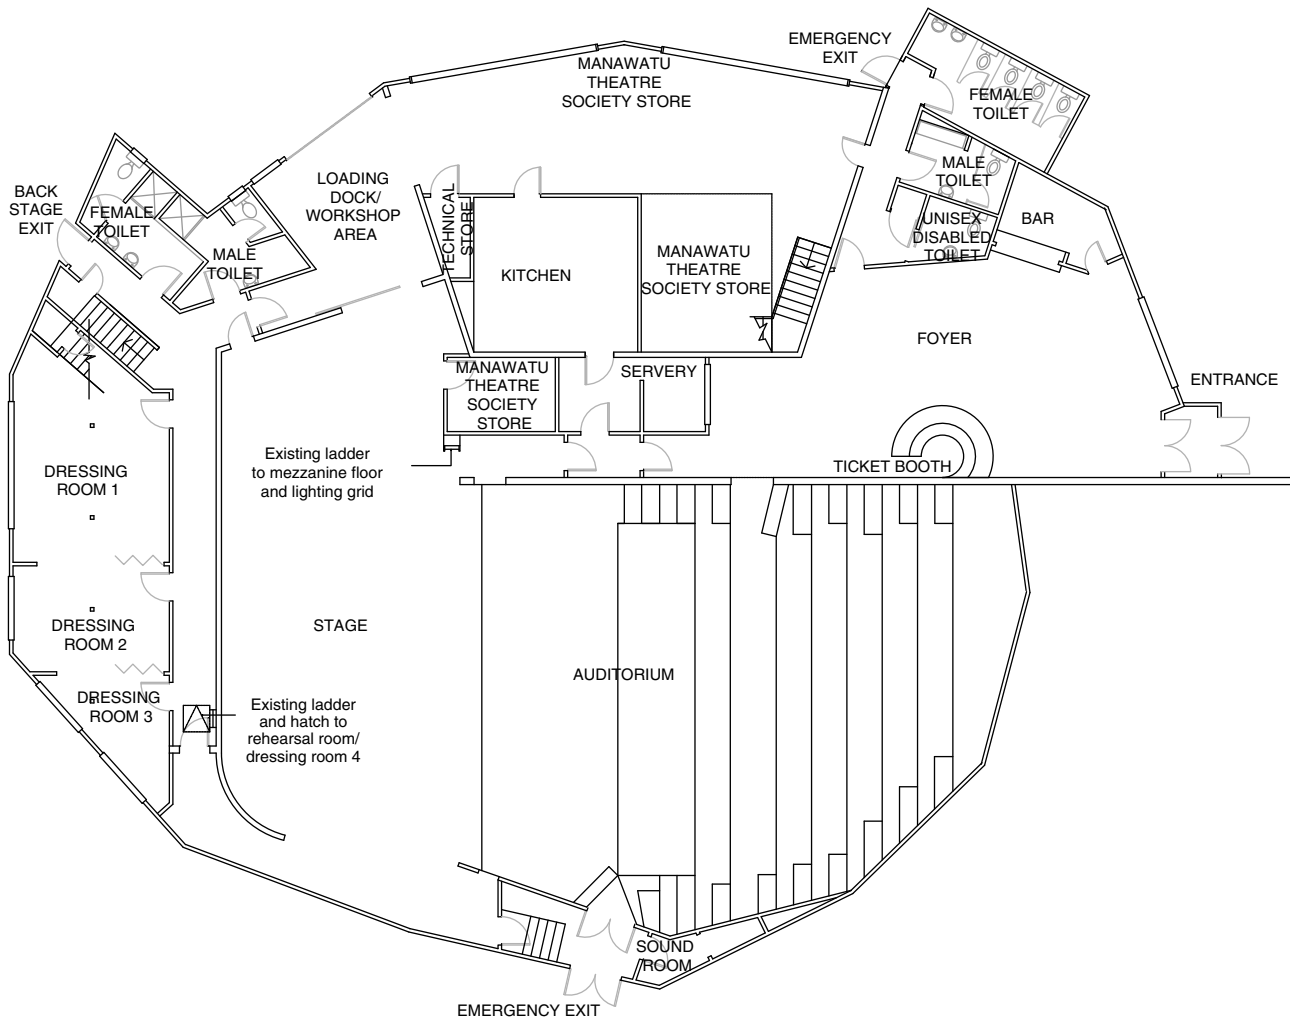 EMERGENCY
EXIT
MANAWATU
THEATRE
SOCIETY STORE
FEMALE
TOILET
MALE
TOILET
UNISEX
DISABLED
TOILET
BAR
BACK
STAGE
EXIT
FEMALE
TOILET
MALE
TOILET
LOADING
DOCK/
WORKSHOP
AREA
TECHNICAL
STORE
KITCHEN
MANAWATU
THEATRE
SOCIETY STORE
FOYER
ENTRANCE
MANAWATU
THEATRE
SOCIETY
STORE
SERVERY
TICKET BOOTH
Existing ladder
to mezzanine floor
and lighting grid
DRESSING
ROOM 1
DRESSING
ROOM 2
DRESSING
ROOM 3
STAGE
AUDITORIUM
Existing ladder
and hatch to
rehearsal room/
dressing room 4
SOUND
ROOM
EMERGENCY EXIT